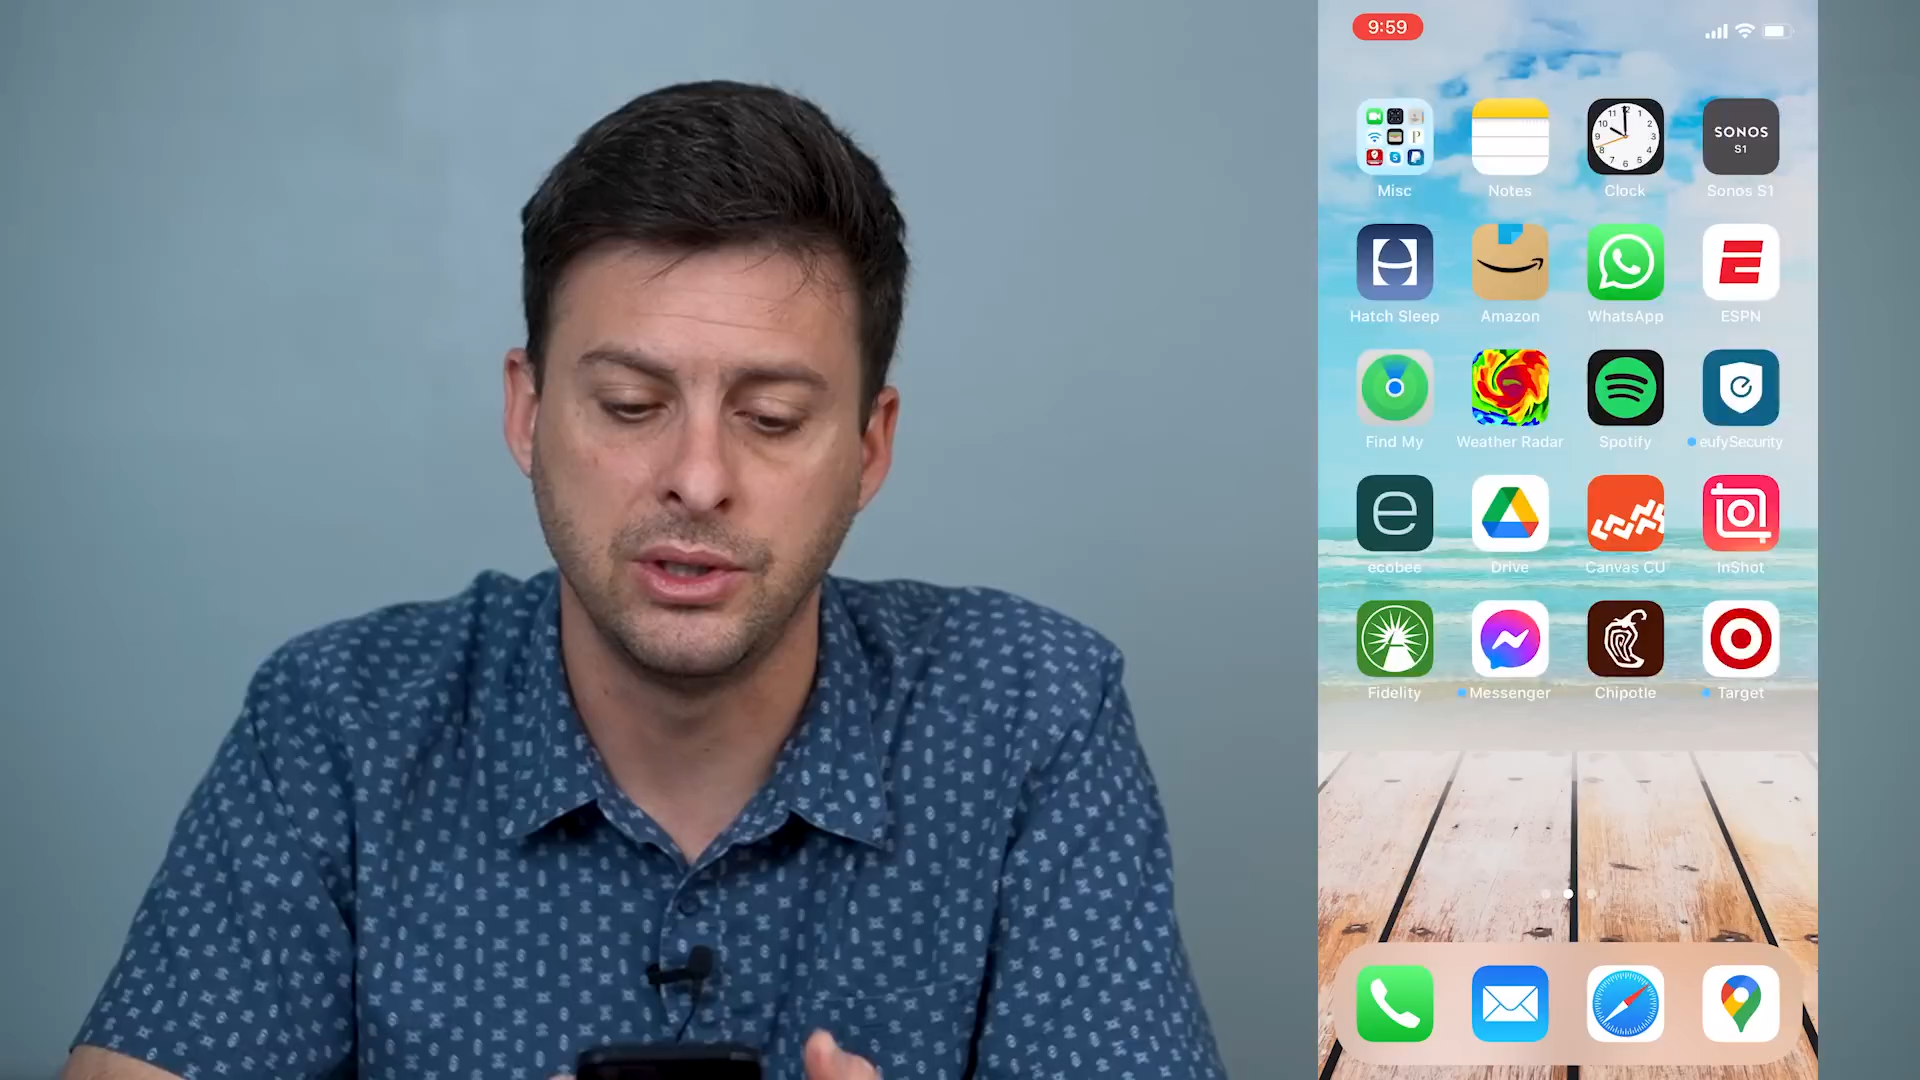 9:59
SONOS
S1
Misc
Notes
Clock
Sonos S1
Hatch Sleep
Amazon
WhatsApp
ESPN
Find My
Weather Radar
Spotify
eufySecurity
ecobee
Drive
Canvas CU
InShot
Fidelity
Messenger
Chipotle
Target